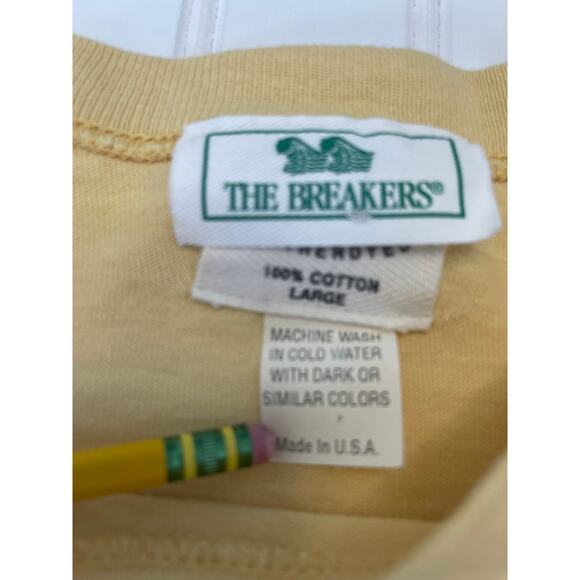 THE BREAKERS®
100% COTTON
LARGE
MACHINE WASH
IN COLD WATER
WITH DARK OR
SIMILAR COLORS
Made In U.S.A.